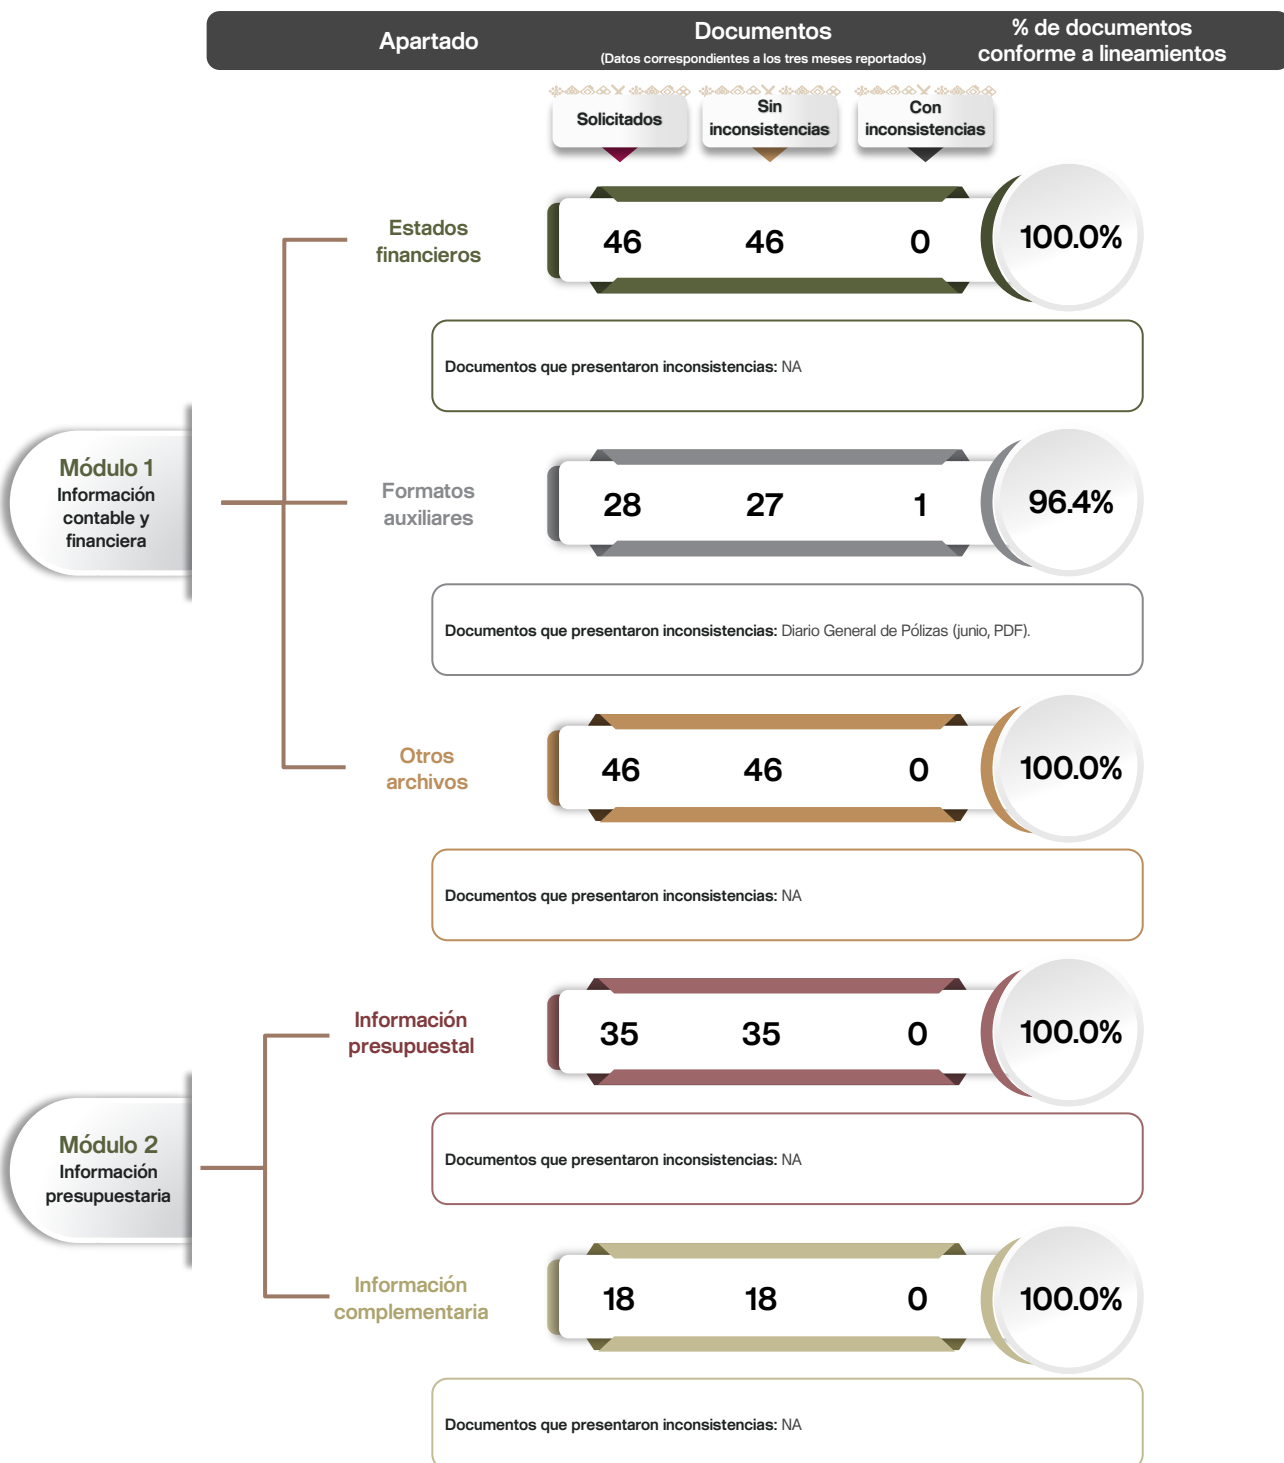 Apartado
Documentos
(Datos correspondientes a los tres meses reportados)
% de documentos
conforme a lineamientos
Solicitados
Sin
inconsistencias
Con
inconsistencias
Módulo 1
Información
contable y
financiera
Estados
financieros
46
46
0
100.0%
Documentos que presentaron inconsistencias: NA
Formatos
auxiliares
28
27
1
96.4%
Documentos que presentaron inconsistencias: Diario General de Pólizas (junio, PDF).
Otros
archivos
46
46
0
100.0%
Documentos que presentaron inconsistencias: NA
Módulo 2
Información
presupuestaria
Información
presupuestal
35
35
0
100.0%
Documentos que presentaron inconsistencias: NA
Información
complementaria
18
18
0
100.0%
Documentos que presentaron inconsistencias: NA